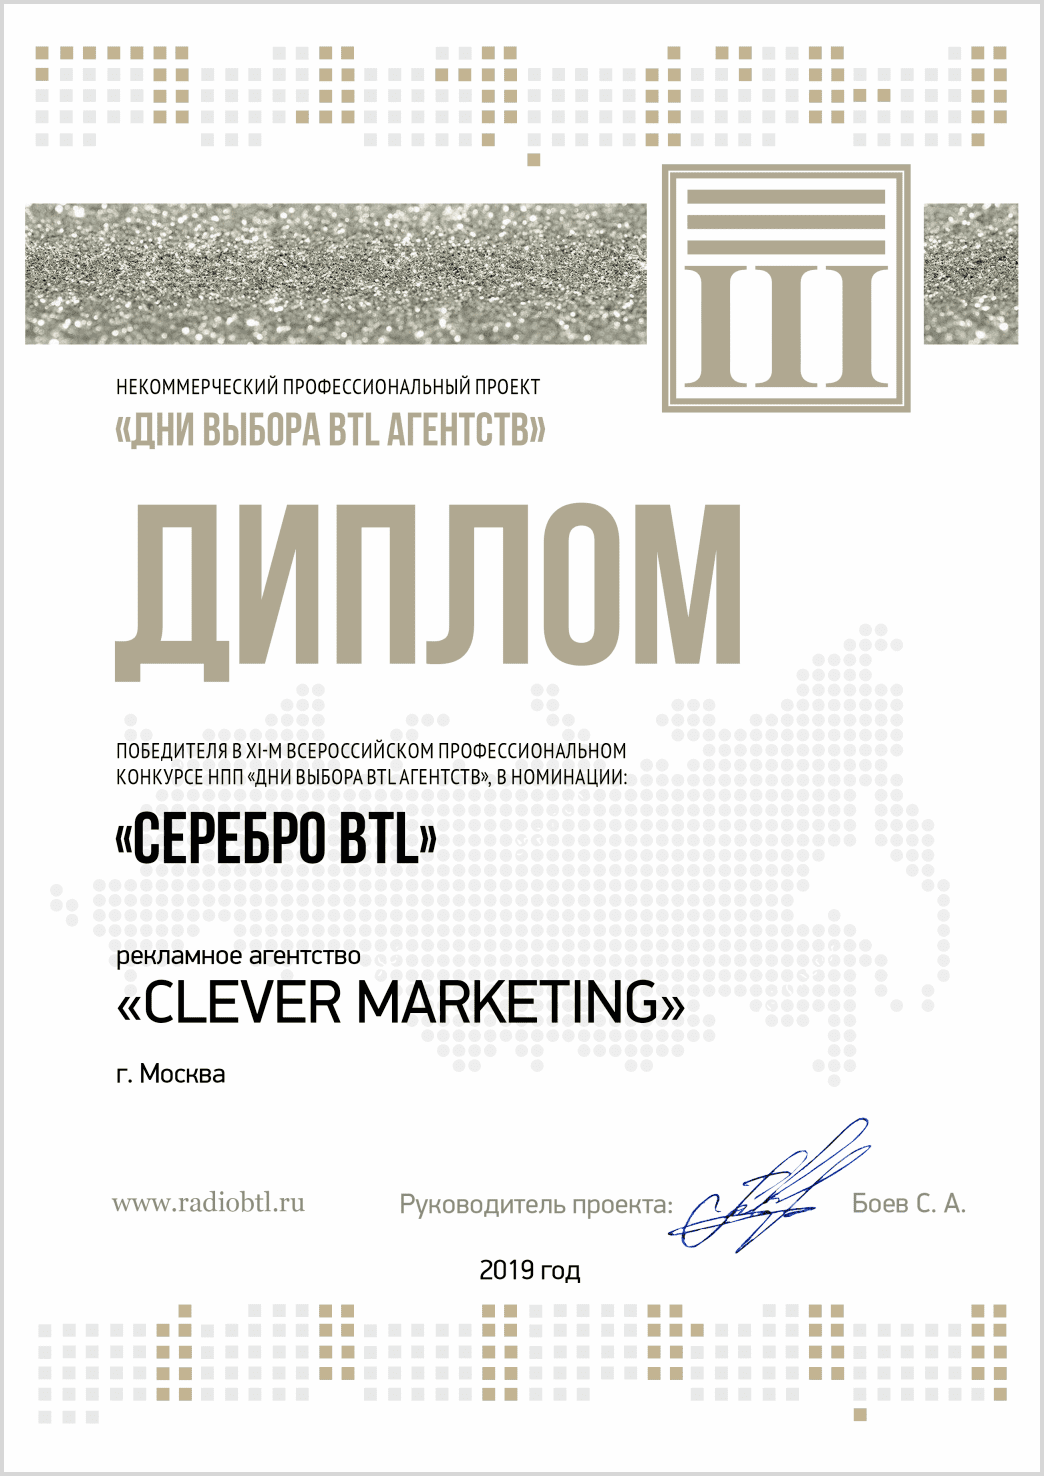 III
НЕКОММЕРЧЕСКИЙ ПРОФЕССИОНАЛЬНЫЙ ПРОЕКТ
«ДНИ ВЫБОРА BTL АГЕНТСТВ»
ДИПЛОМ
ПОБЕДИТЕЛЯ В XI-М ВСЕРОССИЙСКОМ ПРОФЕССИОНАЛЬНОМ
КОНКУРСЕ НПП «ДНИ ВЫБОРА BTL АГЕНТСТВ», В НОМИНАЦИИ:
«СЕРЕБРО BTL»
рекламное агентство
«CLEVER MARKETING»
г. Москва
www.radiobtl.ru Руководитель проекта: Боев С. А.
2019 год